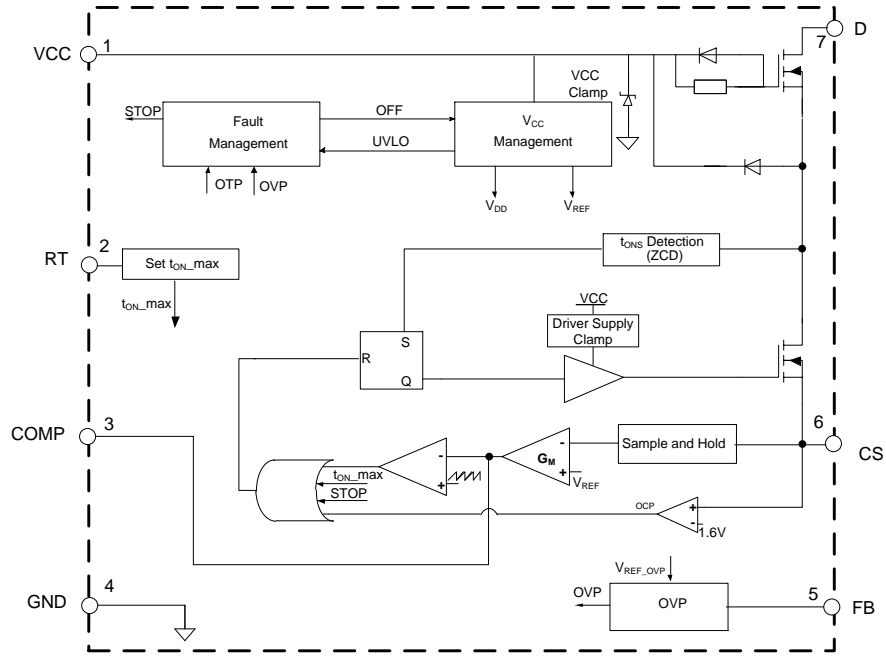 D
VCC
1
7
VCC
Clamp
STOP
Fault
Management
OFF
UVLO
VCC
Management
OTP
OVP
VDD
VREF
2
RT
Set tON_max
tON_max
tONS Detection
(ZCD)
VCC
Driver Supply
Clamp
S
R
Q
3
COMP
6
CS
Sample and Hold
-
GM
+
VREF
-
+
tON_max
STOP
OCP
+
-
1.6V
4
GND
VREF_OVP
OVP
OVP
5
FB